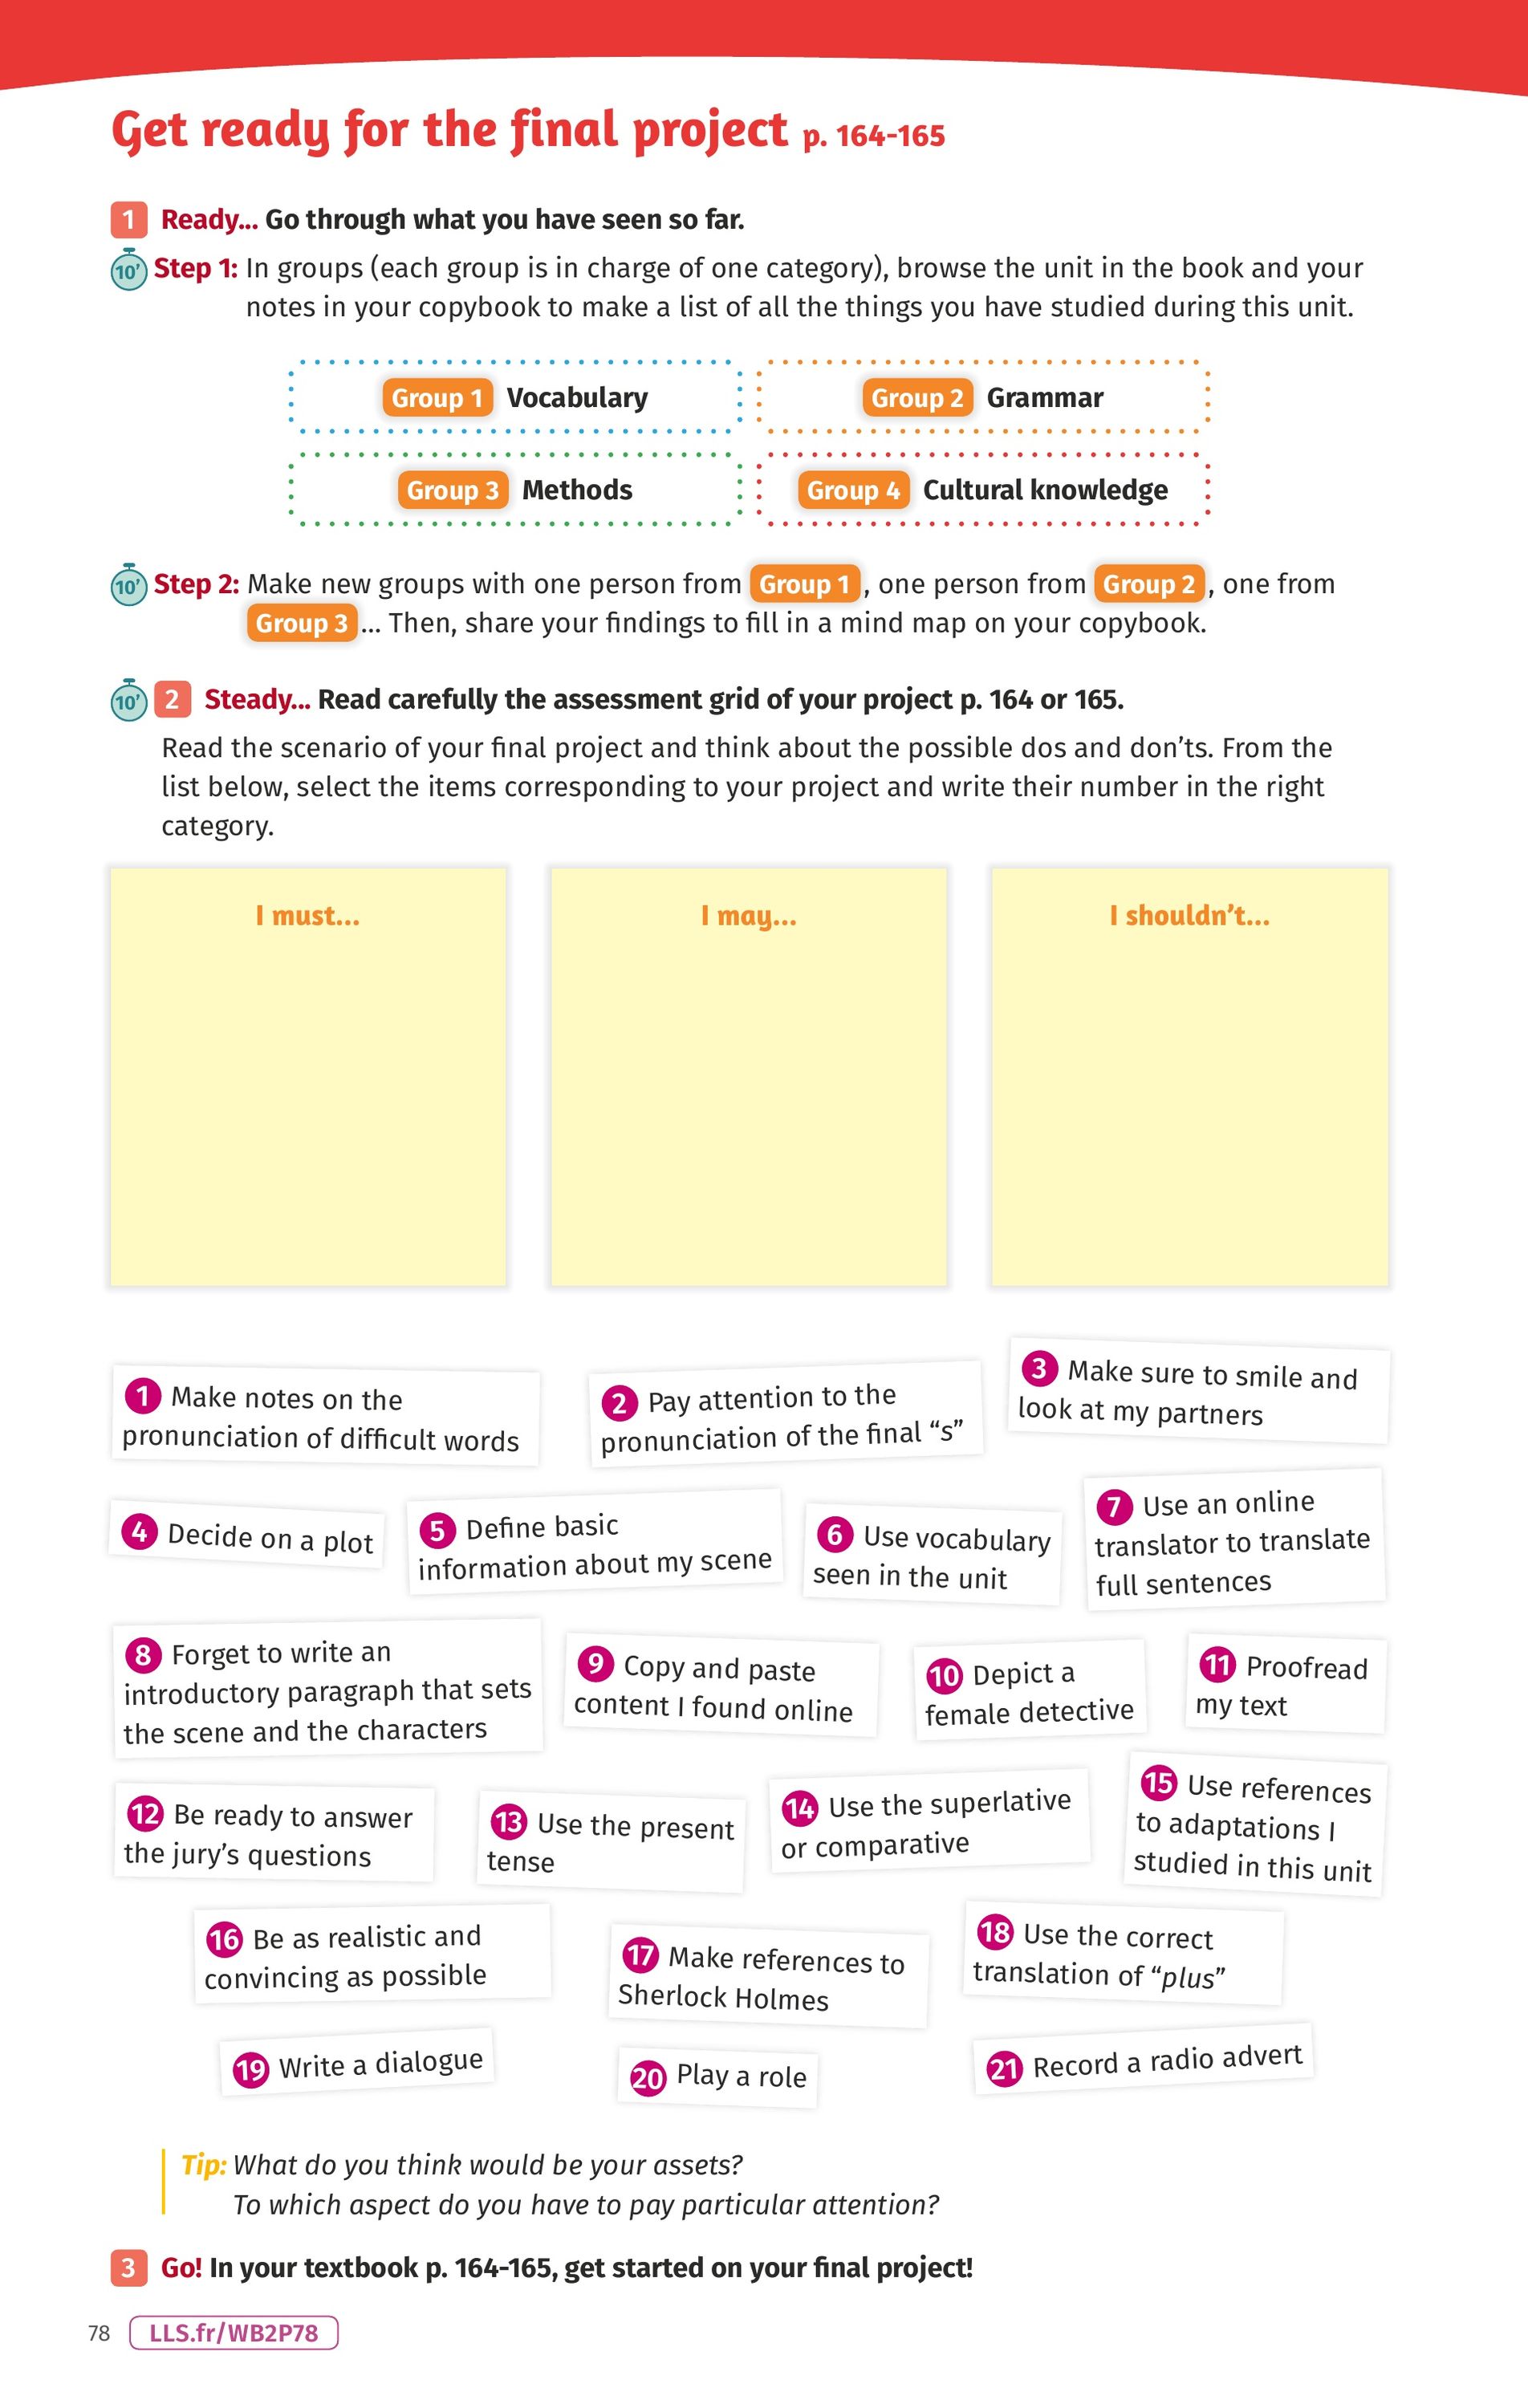 Get ready for the final project p. 164-165
1 Ready... Go through what you have seen so far.
10' Step 1: In groups (each group is in charge of one category), browse the unit in the book and your
notes in your copybook to make a list of all the things you have studied during this unit.
Group 1 Vocabulary
Group 2 Grammar
Group 3 Methods
Group 4 Cultural knowledge
10' Step 2: Make new groups with one person from Group 1, one person from Group 2, one from
Group 3... Then, share your findings to fill in a mind map on your copybook.
10' 2 Steady... Read carefully the assessment grid of your project p. 164 or 165.
Read the scenario of your final project and think about the possible dos and don'ts. From the
list below, select the items corresponding to your project and write their number in the right
category.
I must...
I may...
I shouldn't...
1 Make notes on the
pronunciation of difficult words
2 Pay attention to the
pronunciation of the final “s”
3 Make sure to smile and
look at my partners
4 Decide on a plot
5 Define basic
information about my scene
6 Use vocabulary
seen in the unit
7 Use an online
translator to translate
full sentences
8 Forget to write an
introductory paragraph that sets
the scene and the characters
9 Copy and paste
content I found online
10 Depict a
female detective
11 Proofread
my text
12 Be ready to answer
the jury's questions
13 Use the present
tense
14 Use the superlative
or comparative
15 Use references
to adaptations I
studied in this unit
16 Be as realistic and
convincing as possible
17 Make references to
Sherlock Holmes
18 Use the correct
translation of “plus”
19 Write a dialogue
20 Play a role
21 Record a radio advert
Tip: What do you think would be your assets?
To which aspect do you have to pay particular attention?
3 Go! In your textbook p. 164-165, get started on your final project!
78 LLS.fr/WB2P78